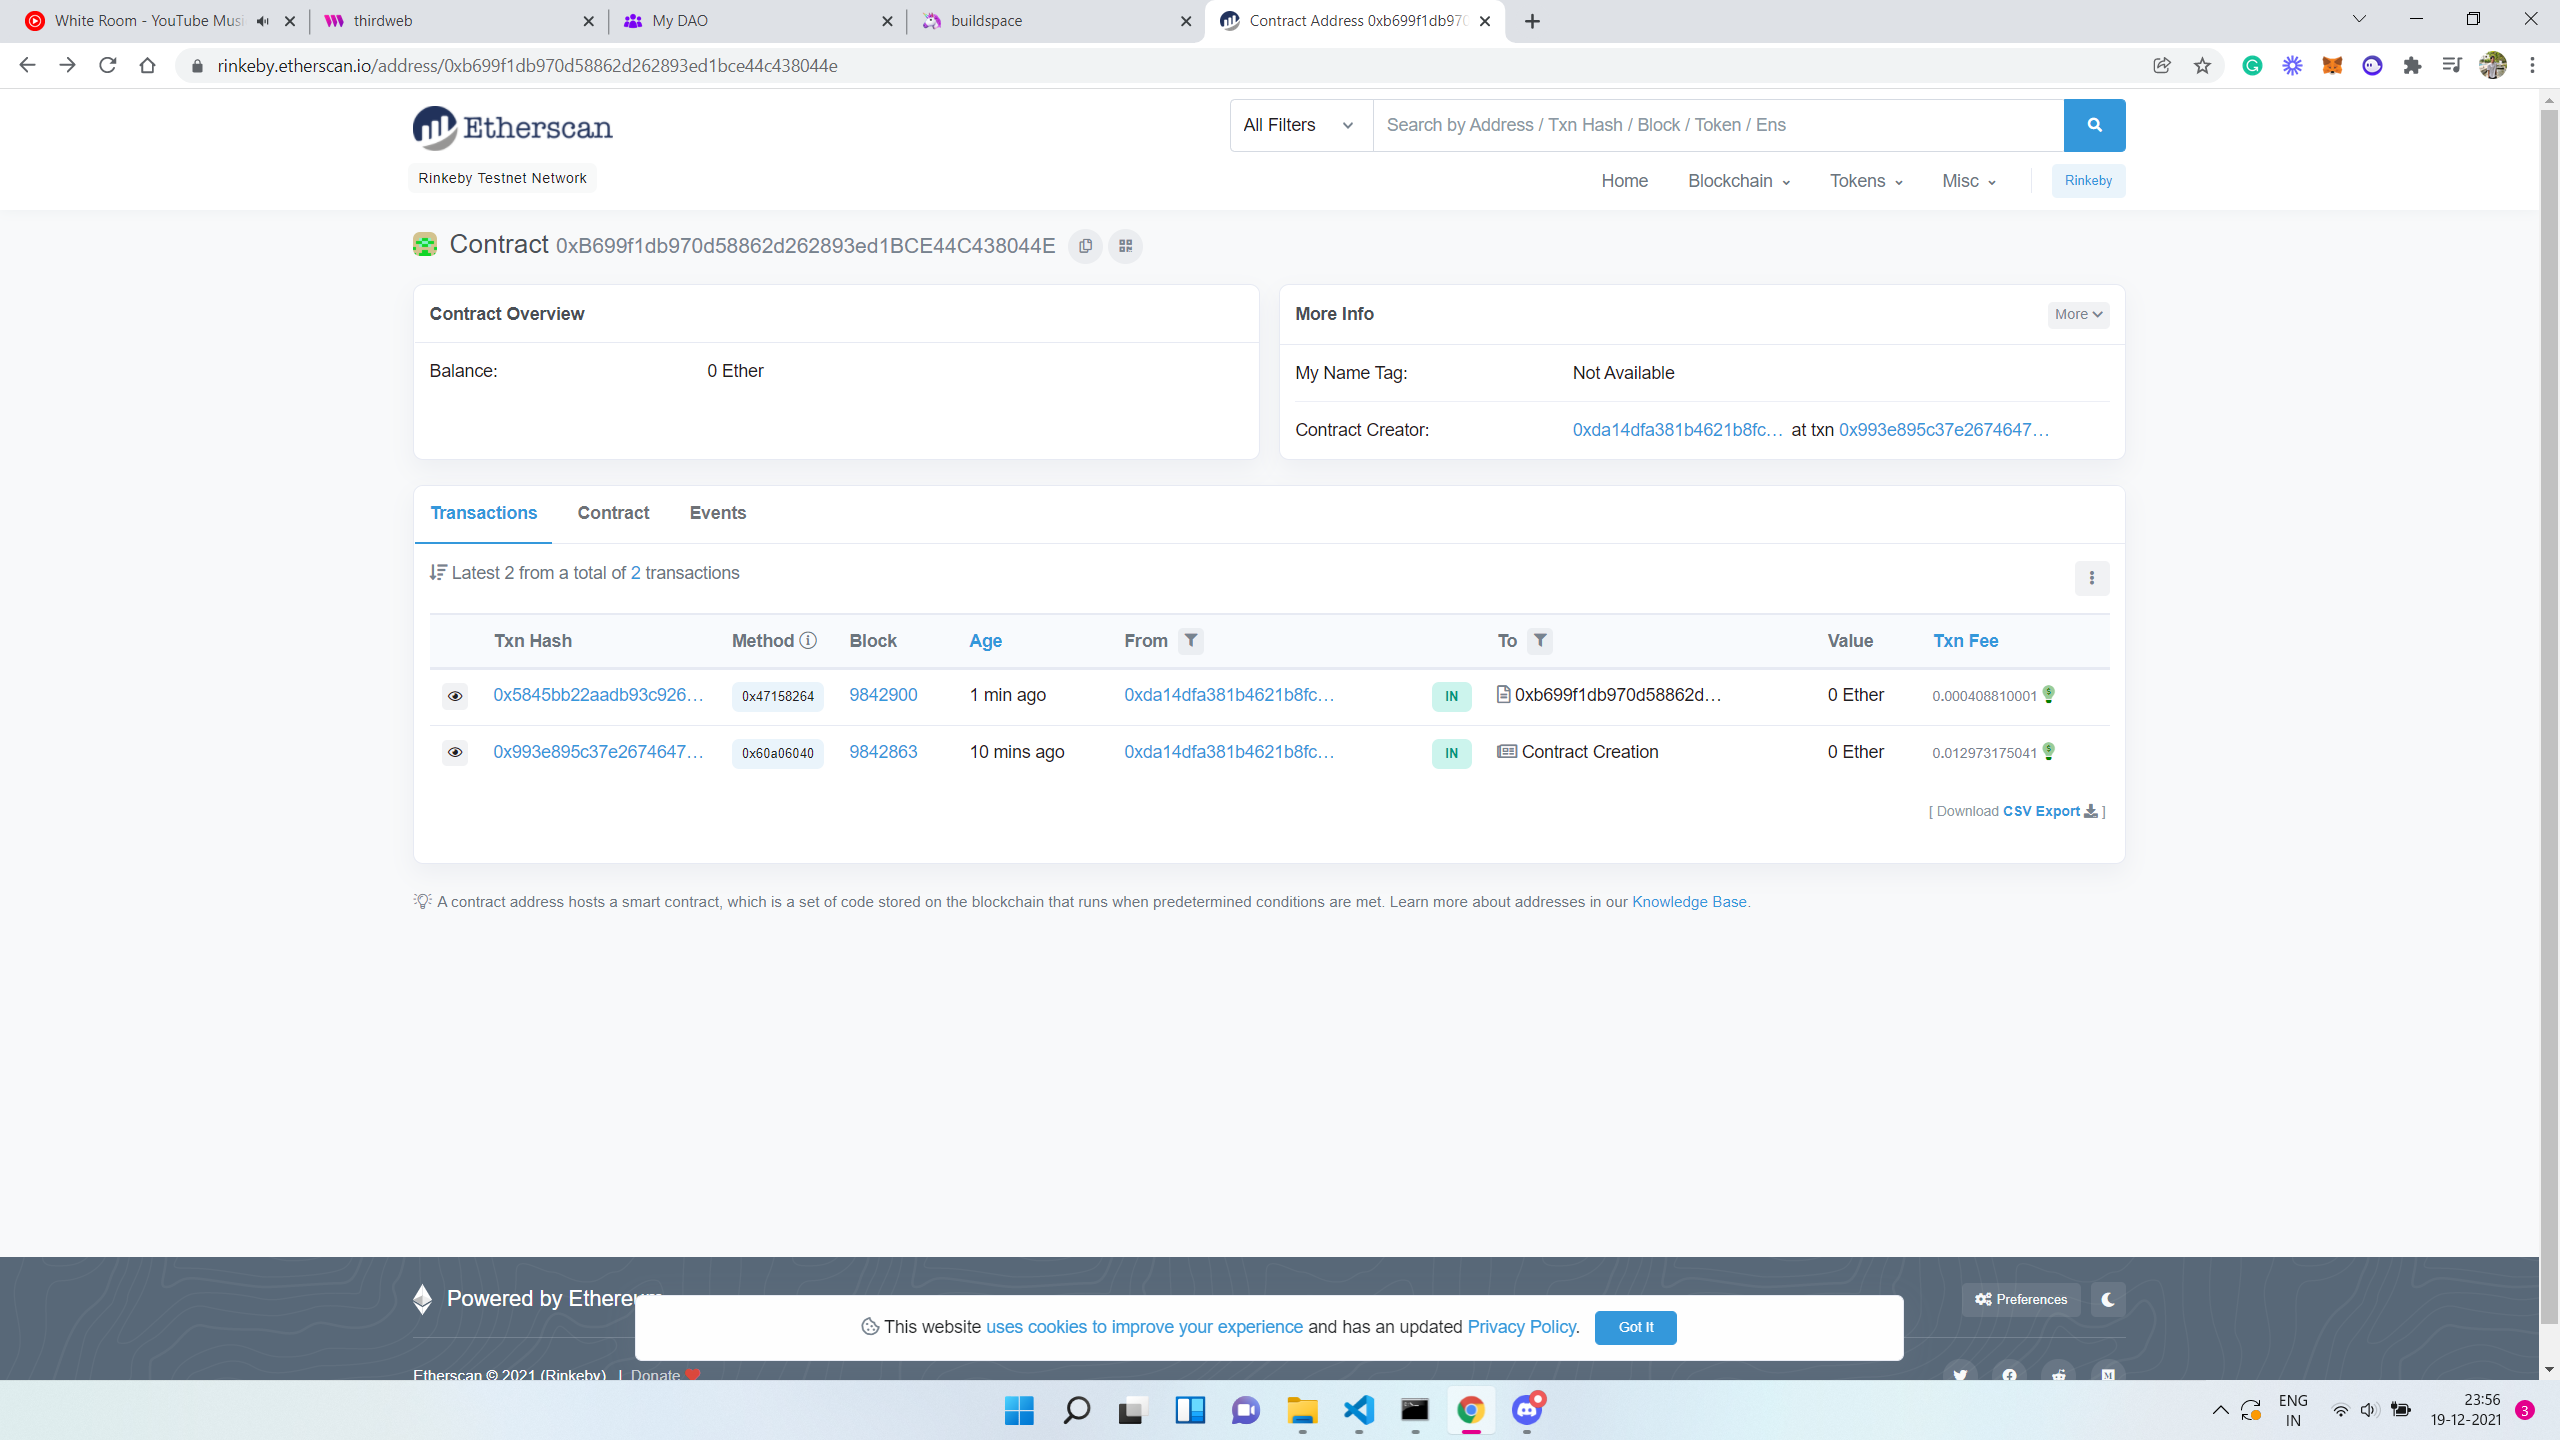 White Room - YouTube Musi
thirdweb
My DAO
buildspace
Contract Address 0xb699f1db970
rinkeby.etherscan.io/address/0xb699f1db970d58862d262893ed1bce44c438044e
Etherscan
All Filters
Search by Address / Txn Hash / Block / Token / Ens
Rinkeby Testnet Network
Home
Blockchain
Tokens
Misc
Rinkeby
Contract 0xB699f1db970d58862d262893ed1BCE44C438044E
Contract Overview
Balance: 0 Ether
More Info
More
My Name Tag: Not Available
Contract Creator: 0xda14dfa381b4621b8fc... at txn 0x993e895c37e2674647...
Transactions
Contract
Events
Latest 2 from a total of 2 transactions
Txn Hash Method Block Age From To Value Txn Fee
0x5845bb22aadb93c926... 0x47158264 9842900 1 min ago 0xda14dfa381b4621b8fc... IN 0xb699f1db970d58862d... 0 Ether 0.000408810001
0x993e895c37e2674647... 0x60a06040 9842863 10 mins ago 0xda14dfa381b4621b8fc... IN Contract Creation 0 Ether 0.012973175041
[ Download CSV Export ]
A contract address hosts a smart contract, which is a set of code stored on the blockchain that runs when predetermined conditions are met. Learn more about addresses in our Knowledge Base.
Powered by Ethereum
Preferences
This website uses cookies to improve your experience and has an updated Privacy Policy.
Got It
Etherscan © 2021 (Rinkeby) | Donate
ENG
IN
23:56
19-12-2021
3